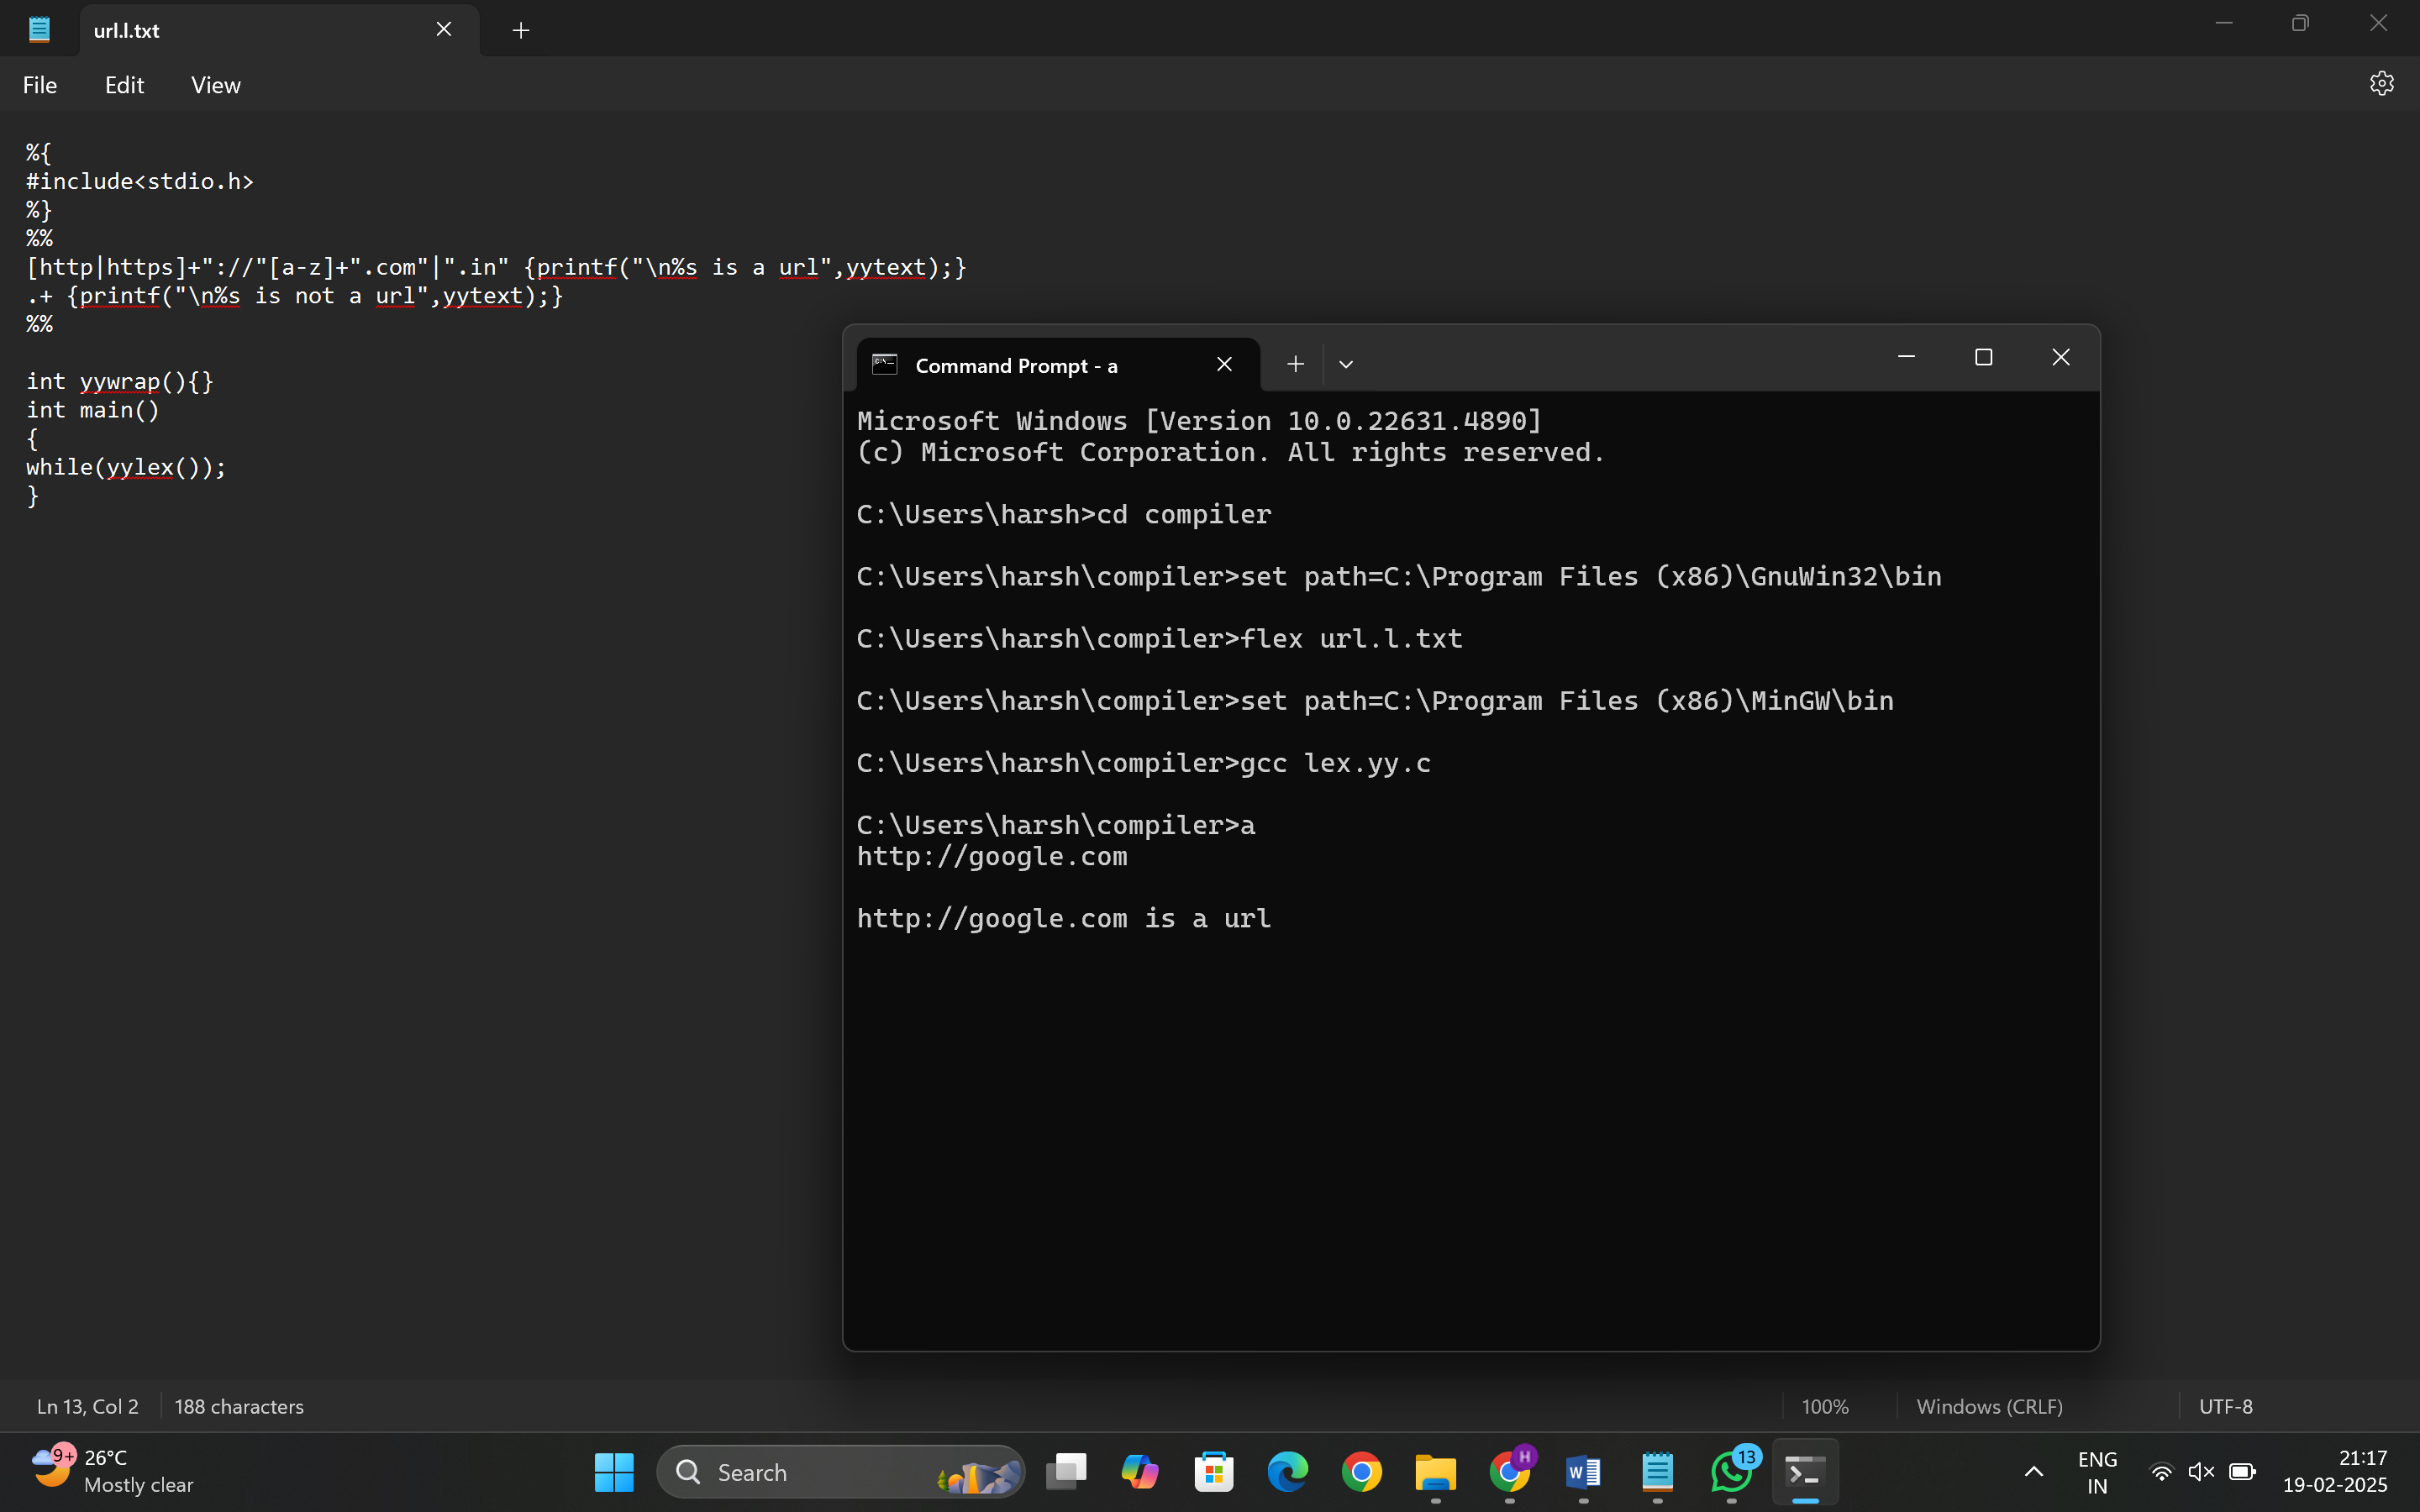 url.l.txt
File Edit View
%{
#include<stdio.h>
%}
%%
[http|https]+"://"[a-z]+".com"|".in" {printf("\n%s is a url",yytext);}
.+ {printf("\n%s is not a url",yytext);}
%%
int yywrap(){}
int main()
{
while(yylex());
}
Command Prompt - a
Microsoft Windows [Version 10.0.22631.4890]
(c) Microsoft Corporation. All rights reserved.
C:\Users\harsh>cd compiler
C:\Users\harsh\compiler>set path=C:\Program Files (x86)\GnuWin32\bin
C:\Users\harsh\compiler>flex url.l.txt
C:\Users\harsh\compiler>set path=C:\Program Files (x86)\MinGW\bin
C:\Users\harsh\compiler>gcc lex.yy.c
C:\Users\harsh\compiler>a
http://google.com
http://google.com is a url
Ln 13, Col 2 188 characters 100% Windows (CRLF) UTF-8
9+
26°C
Mostly clear
Search
H
W
13
ENG
IN
21:17
19-02-2025